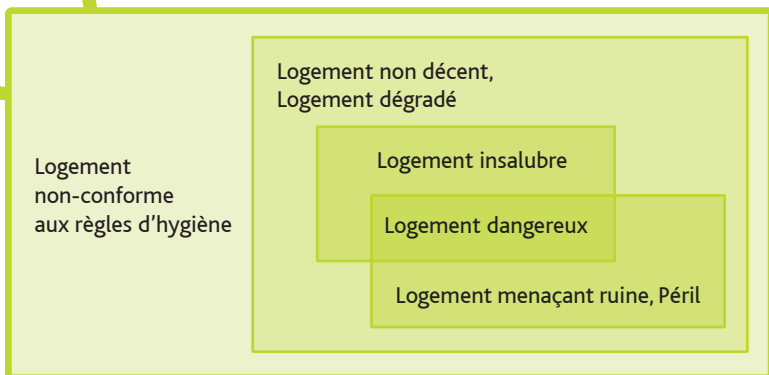 Logement non décent,
Logement dégradé
Logement insalubre
Logement
non-conforme
aux règles d'hygiène
Logement dangereux
Logement menaçant ruine, Péril